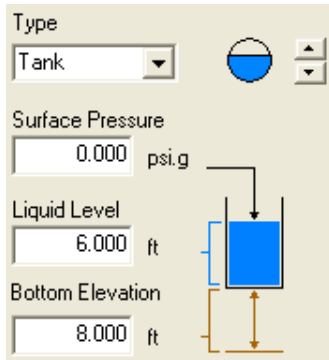 Type
Tank
Surface Pressure
0.000 psi.g
Liquid Level
6.000 ft
Bottom Elevation
8.000 ft